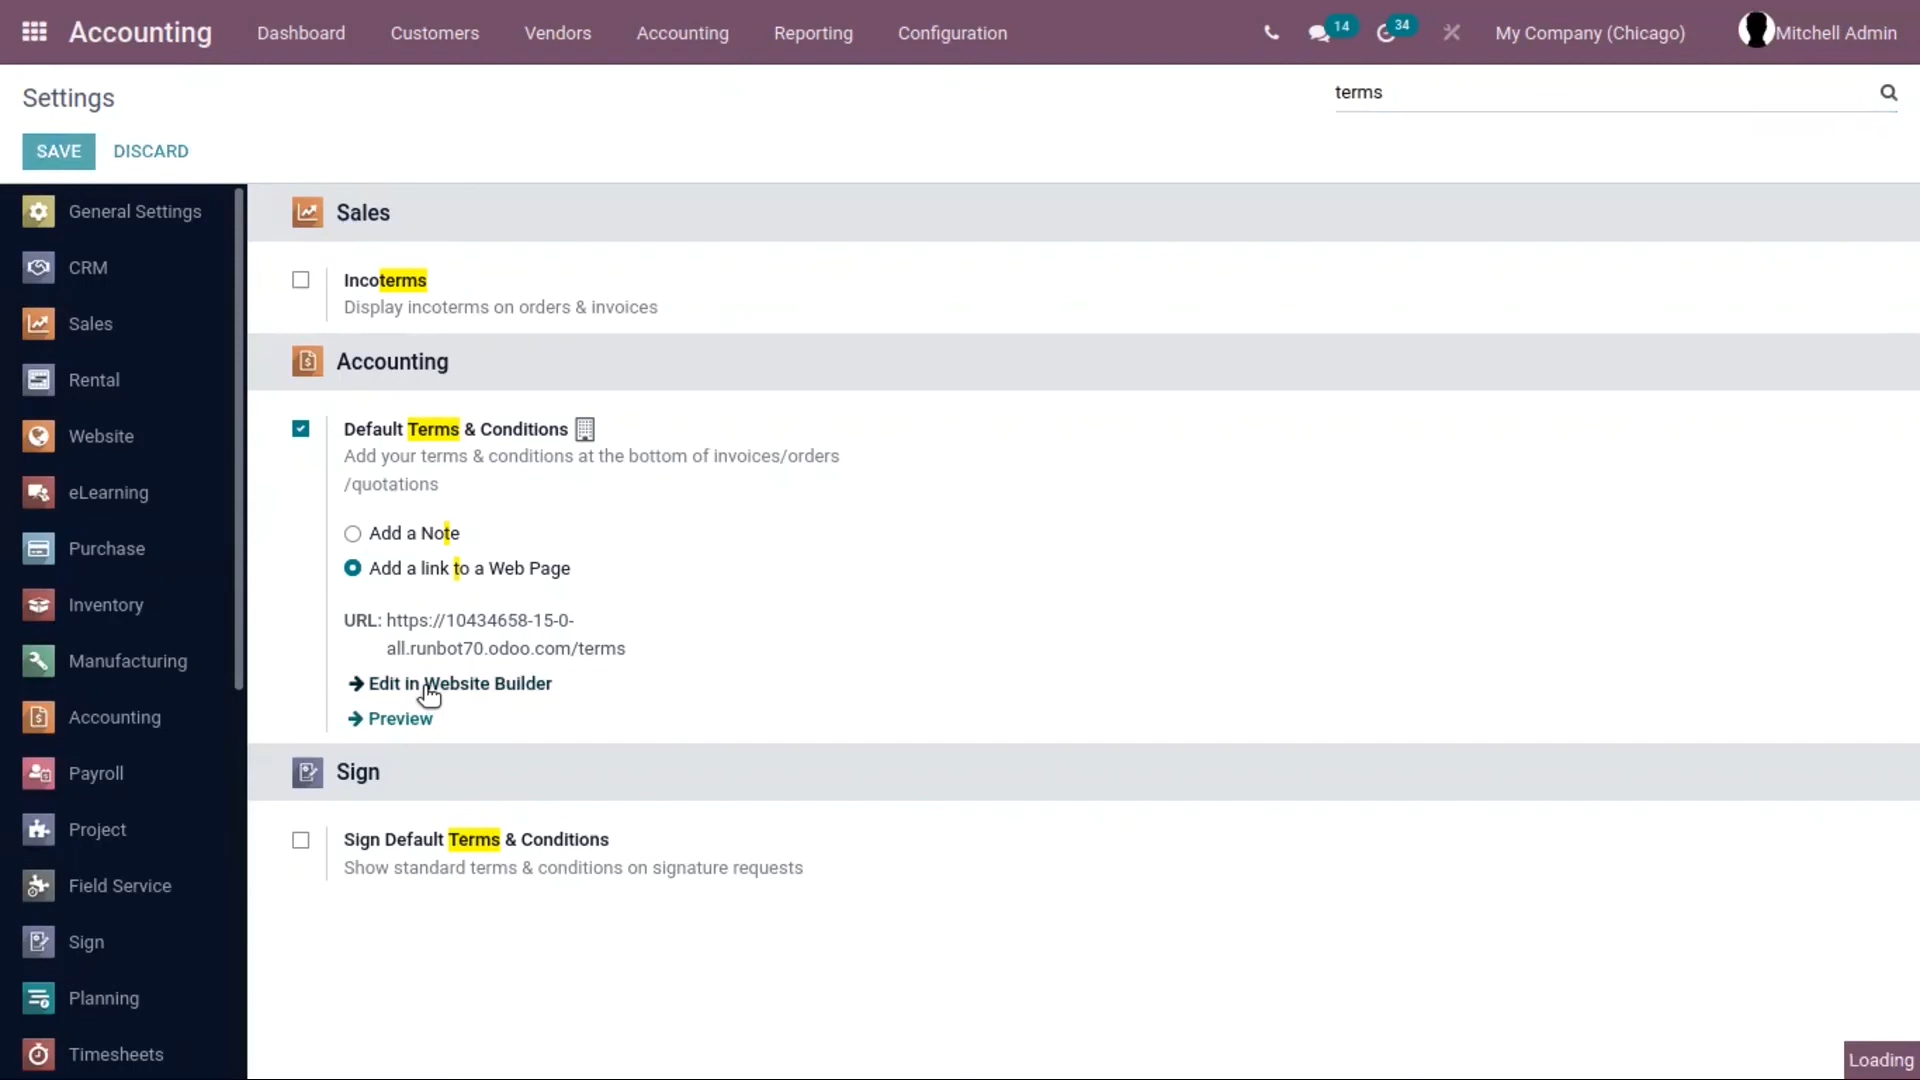 Accounting Dashboard Customers Vendors Accounting Reporting Configuration 14 34 My Company (Chicago) Mitchell Admin
Settings
terms
SAVE DISCARD
General Settings
CRM
Sales
Rental
Website
eLearning
Purchase
Inventory
Manufacturing
Accounting
Payroll
Project
Field Service
Sign
Planning
Timesheets
Sales
Incoterms
Display incoterms on orders & invoices
Accounting
Default Terms & Conditions
Add your terms & conditions at the bottom of invoices/orders
/quotations
Add a Note
Add a link to a Web Page
URL: https://10434658-15-0-
all.runbot70.odoo.com/terms
Edit in Website Builder
Preview
Sign
Sign Default Terms & Conditions
Show standard terms & conditions on signature requests
Loading